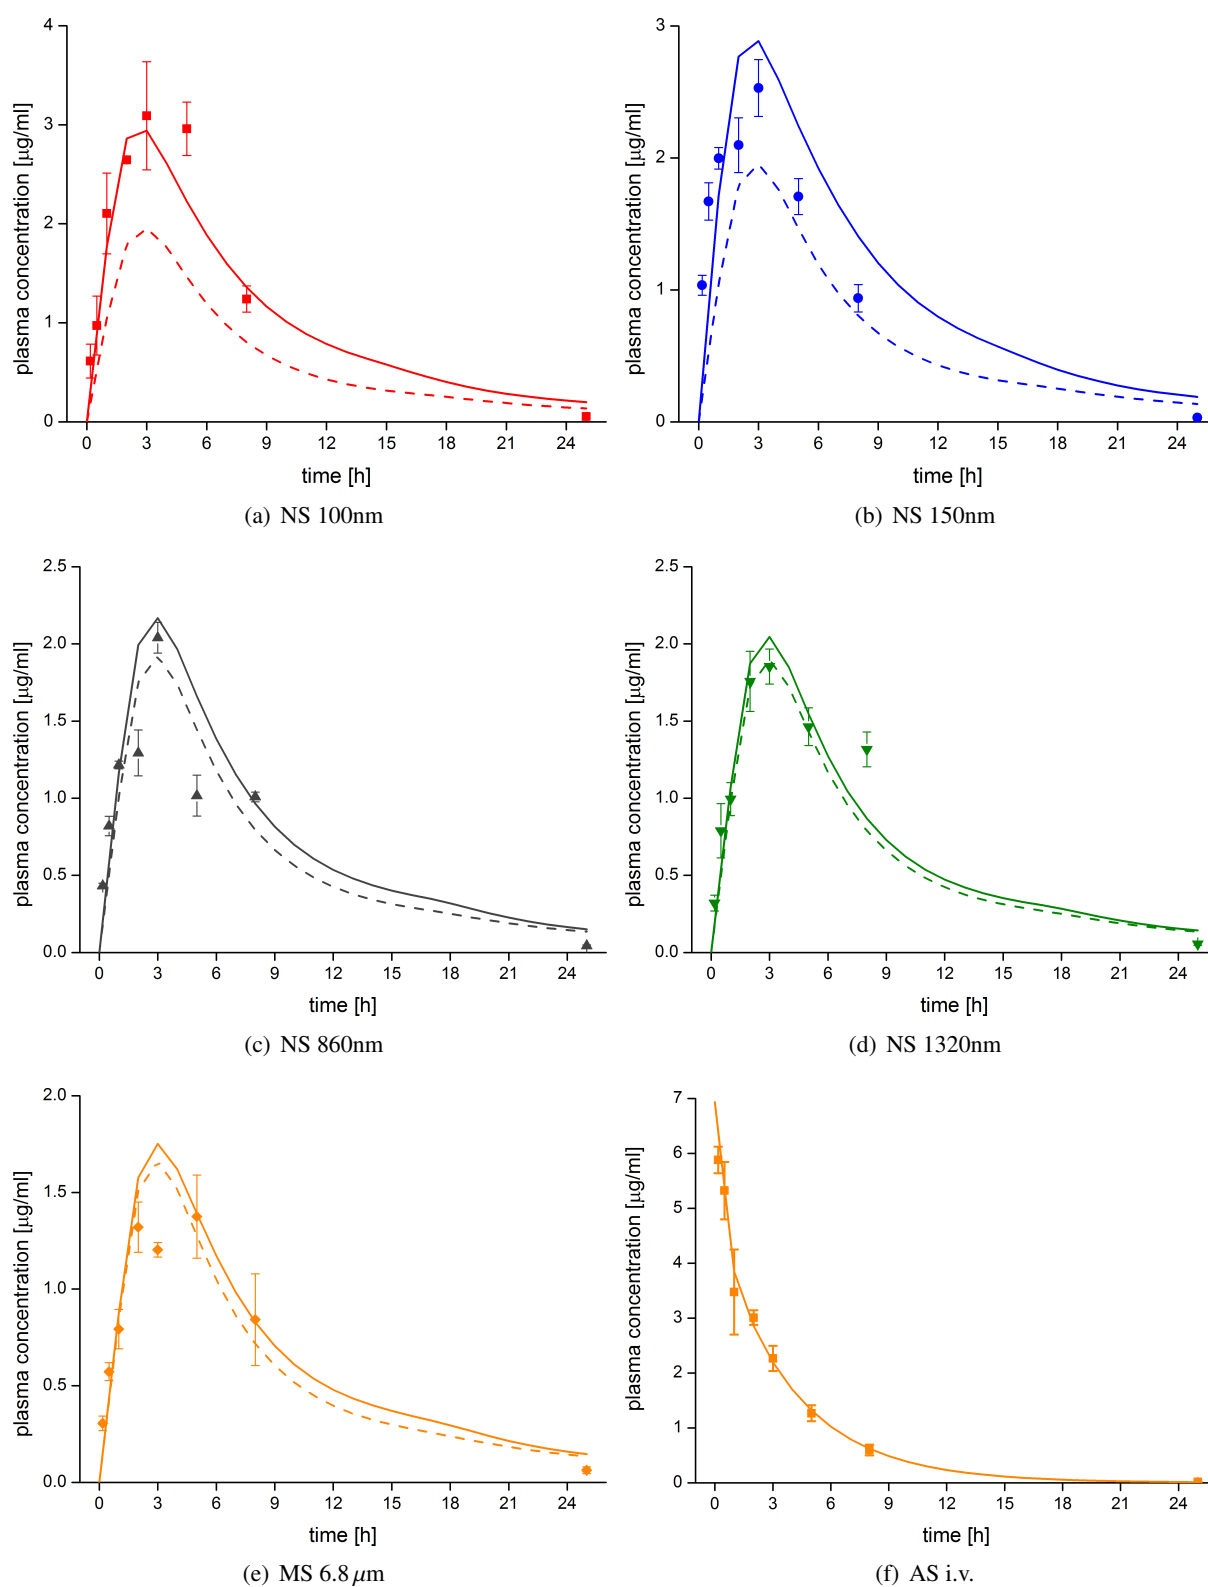 4
3
2
1
0
plasma concentration [µg/ml]
0 3 6 9 12 15 18 21 24
time [h]
(a) NS 100nm
3
2
1
0
plasma concentration [µg/ml]
0 3 6 9 12 15 18 21 24
time [h]
(b) NS 150nm
2.5
2.0
1.5
1.0
0.5
0.0
plasma concentration [µg/ml]
0 3 6 9 12 15 18 21 24
time [h]
(c) NS 860nm
2.5
2.0
1.5
1.0
0.5
0.0
plasma concentration [µg/ml]
0 3 6 9 12 15 18 21 24
time [h]
(d) NS 1320nm
2.0
1.5
1.0
0.5
0.0
plasma concentration [µg/ml]
0 3 6 9 12 15 18 21 24
time [h]
(e) MS 6.8 µm
7
6
5
4
3
2
1
0
plasma concentration [µg/ml]
0 3 6 9 12 15 18 21 24
time [h]
(f) AS i.v.